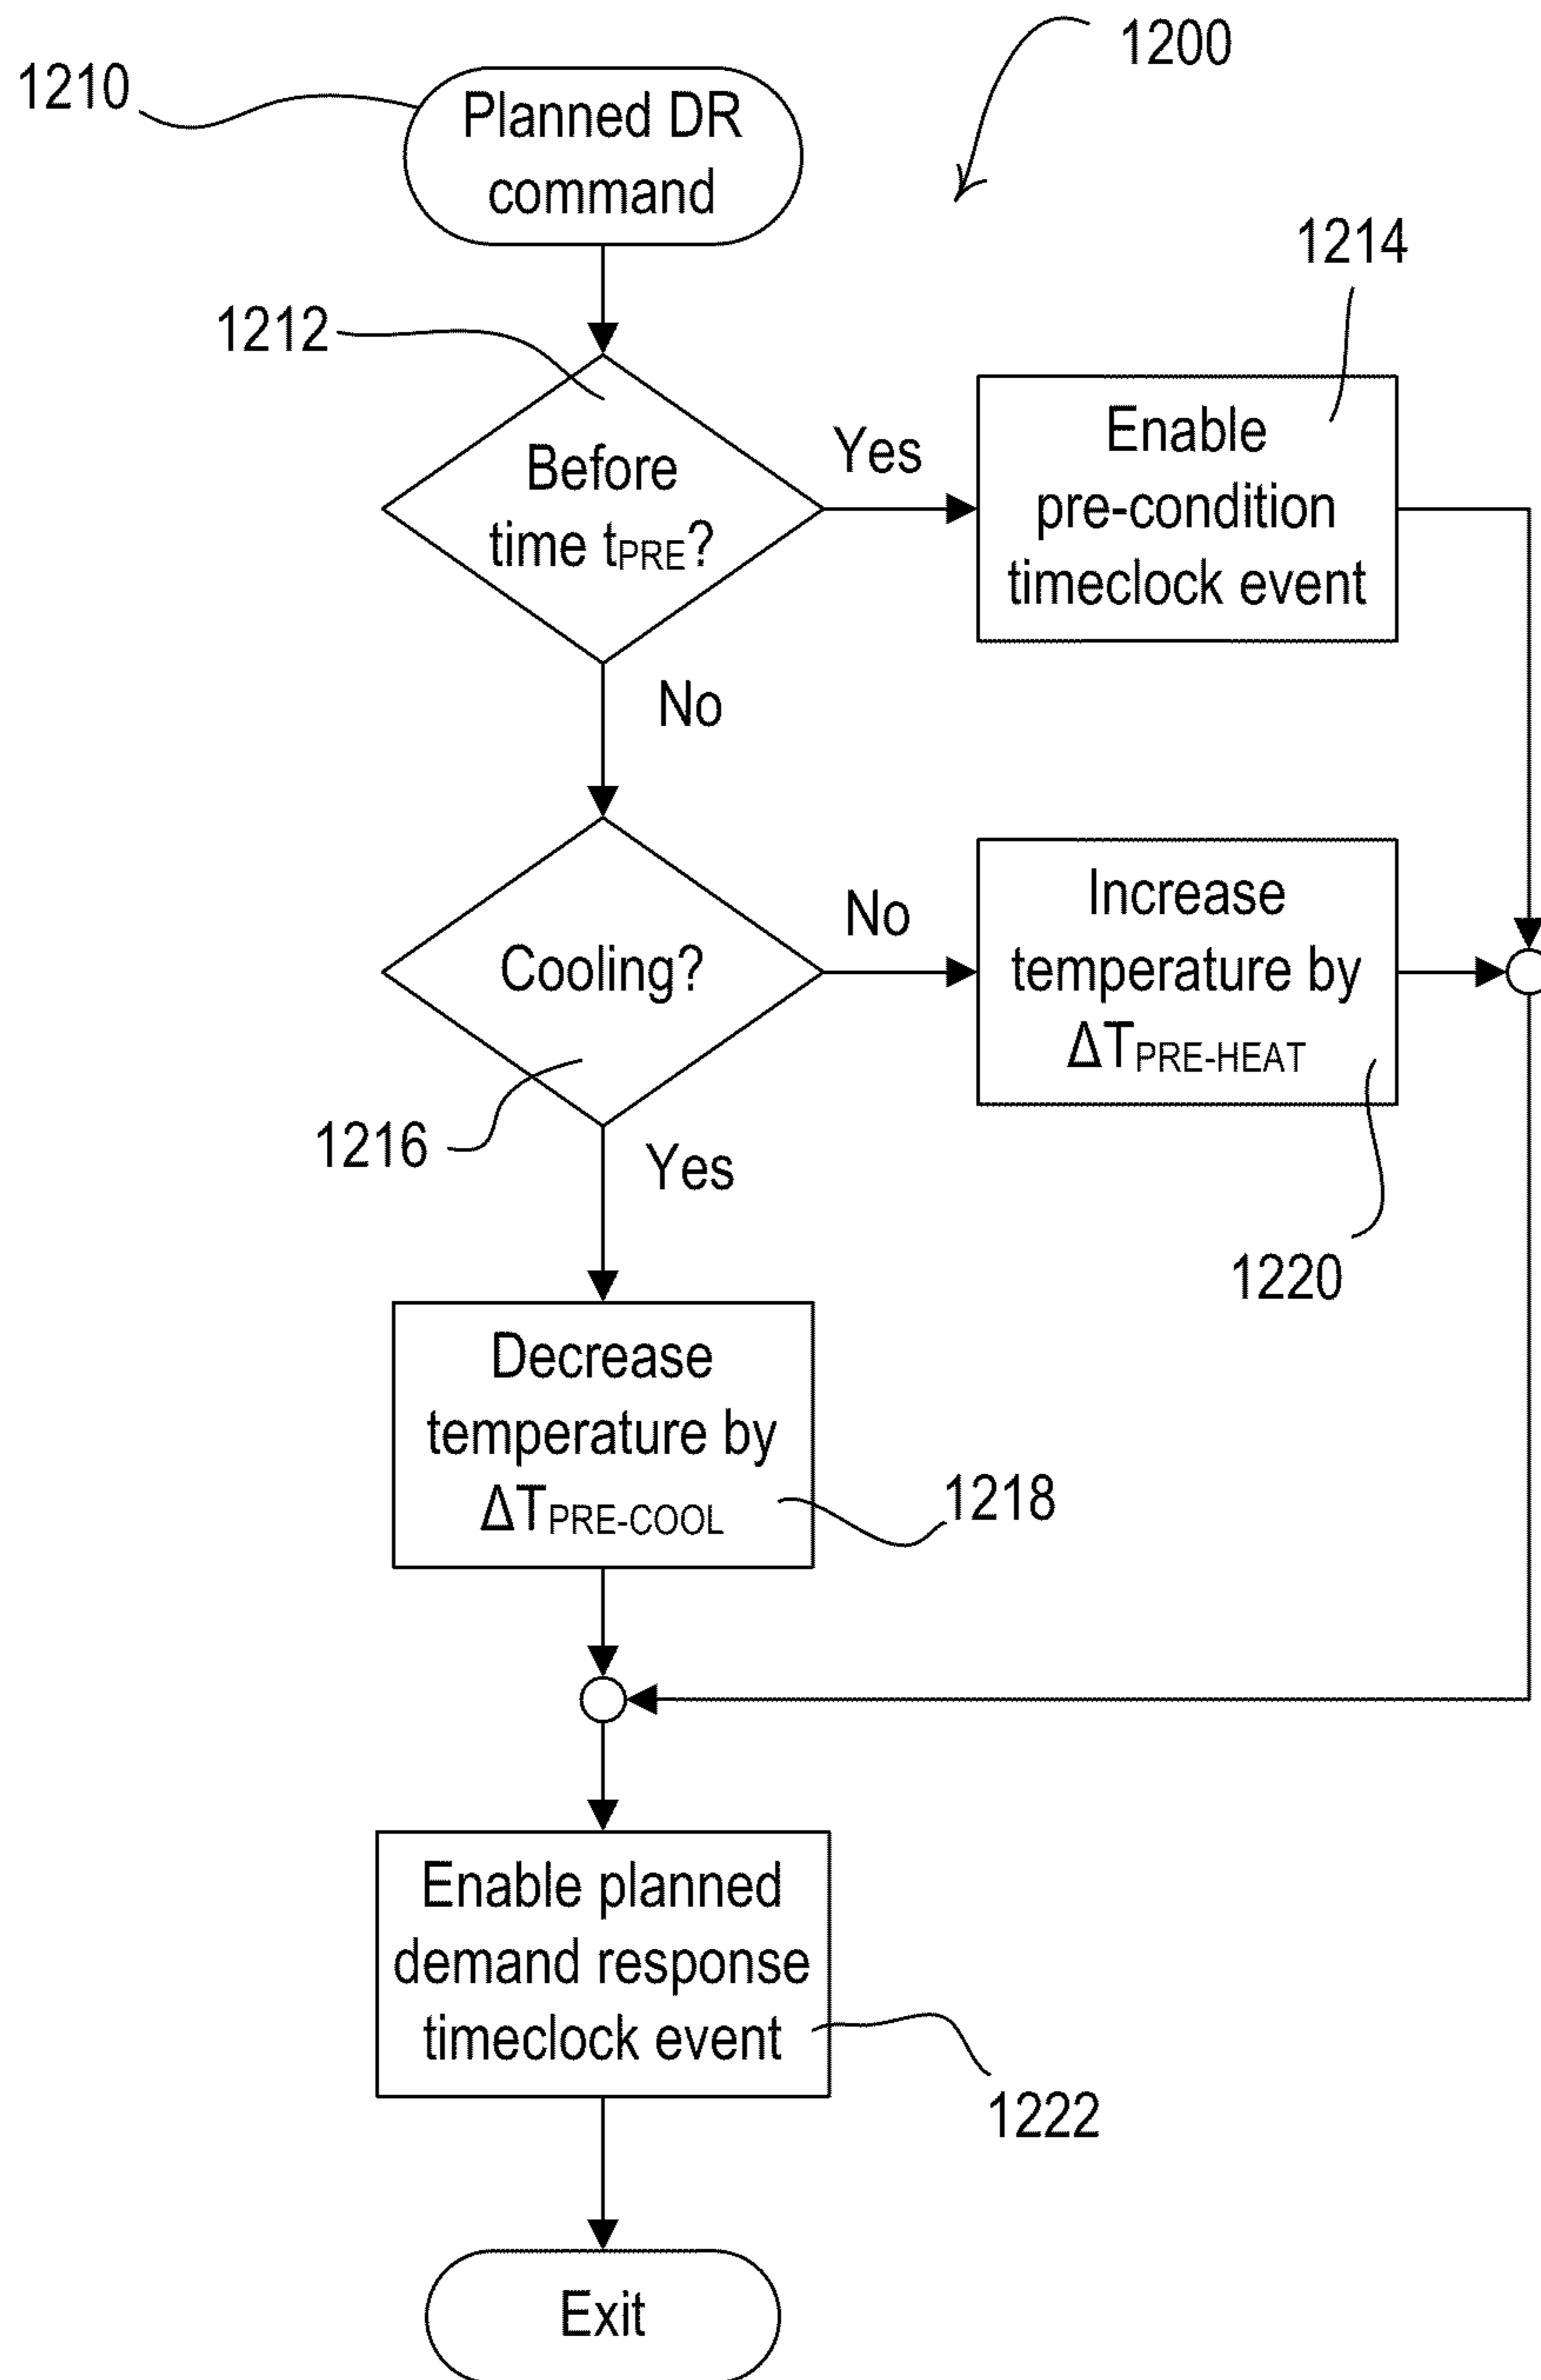 1200
1210
Planned DR
command
1212
Before
time tPRE?
Yes
1214
Enable
pre-condition
timeclock event
No
Cooling?
1216
No
Increase
temperature by
ΔTPRE-HEAT
1220
Yes
Decrease
temperature by
ΔTPRE-COOL
1218
Enable planned
demand response
timeclock event
1222
Exit